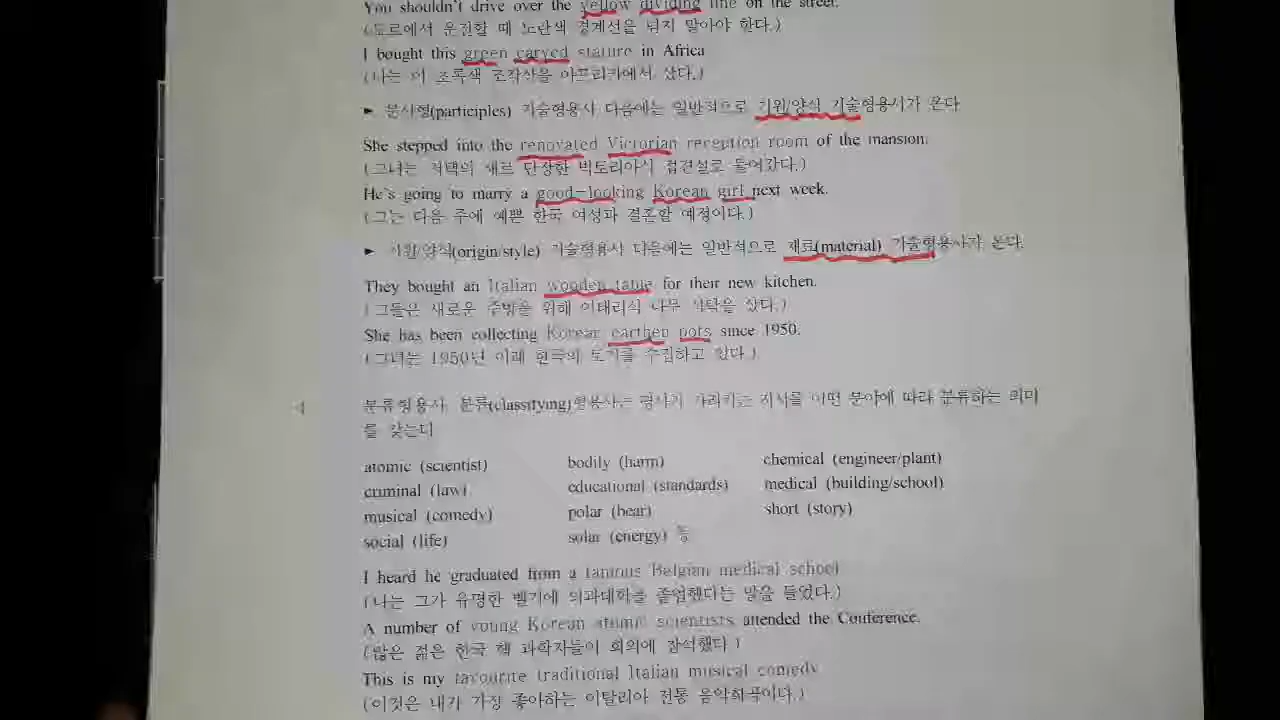 You shouldn't drive over the yellow dividing line on the street.
(도로에서 운전할 때 노란색 경계선을 넘지 말아야 한다.)
I bought this green carved stature in Africa
(나는 이 초록색 조각상을 아프리카에서 샀다.)
► 분사형(participles) 기술형용사 다음에는 일반적으로 기원/양식 기술형용사가 온다
She stepped into the renovated Victorian reception room of the mansion.
(그녀는 저택의 새로 단장한 빅토리아식 접견실로 들어갔다.)
He's going to marry a good-looking Korean girl next week.
(그는 다음 주에 예쁜 한국 여성과 결혼할 예정이다.)
► 기원/양식(origin/style) 기술형용사 다음에는 일반적으로 재료(material) 기술형용사가 온다.
They bought an Italian wooden table for their new kitchen.
(그들은 새로운 주방을 위해 이태리식 나무 식탁을 샀다.)
She has been collecting Korean earthen pots since 1950.
(그녀는 1950년 이래 한국의 토기를 수집하고 있다.)
4 분류형용사 분류(classifying)형용사는 명사가 가리키는 지시를 어떤 분야에 따라 분류하는 의미
를 갖는다
atomic (scientist) bodily (harm) chemical (engineer/plant)
criminal (law) educational (standards) medical (building/school)
musical (comedy) polar (bear) short (story)
social (life) solar (energy) 등
I heard he graduated from a famous Belgian medical school
(나는 그가 유명한 벨기에 의과대학을 졸업했다는 말을 들었다.)
A number of young Korean atomic scientists attended the Conference.
(많은 젊은 한국 핵 과학자들이 회의에 참석했다.)
This is my favourite traditional Italian musical comedy
(이것은 내가 가장 좋아하는 이탈리아 전통 음악희곡이다.)